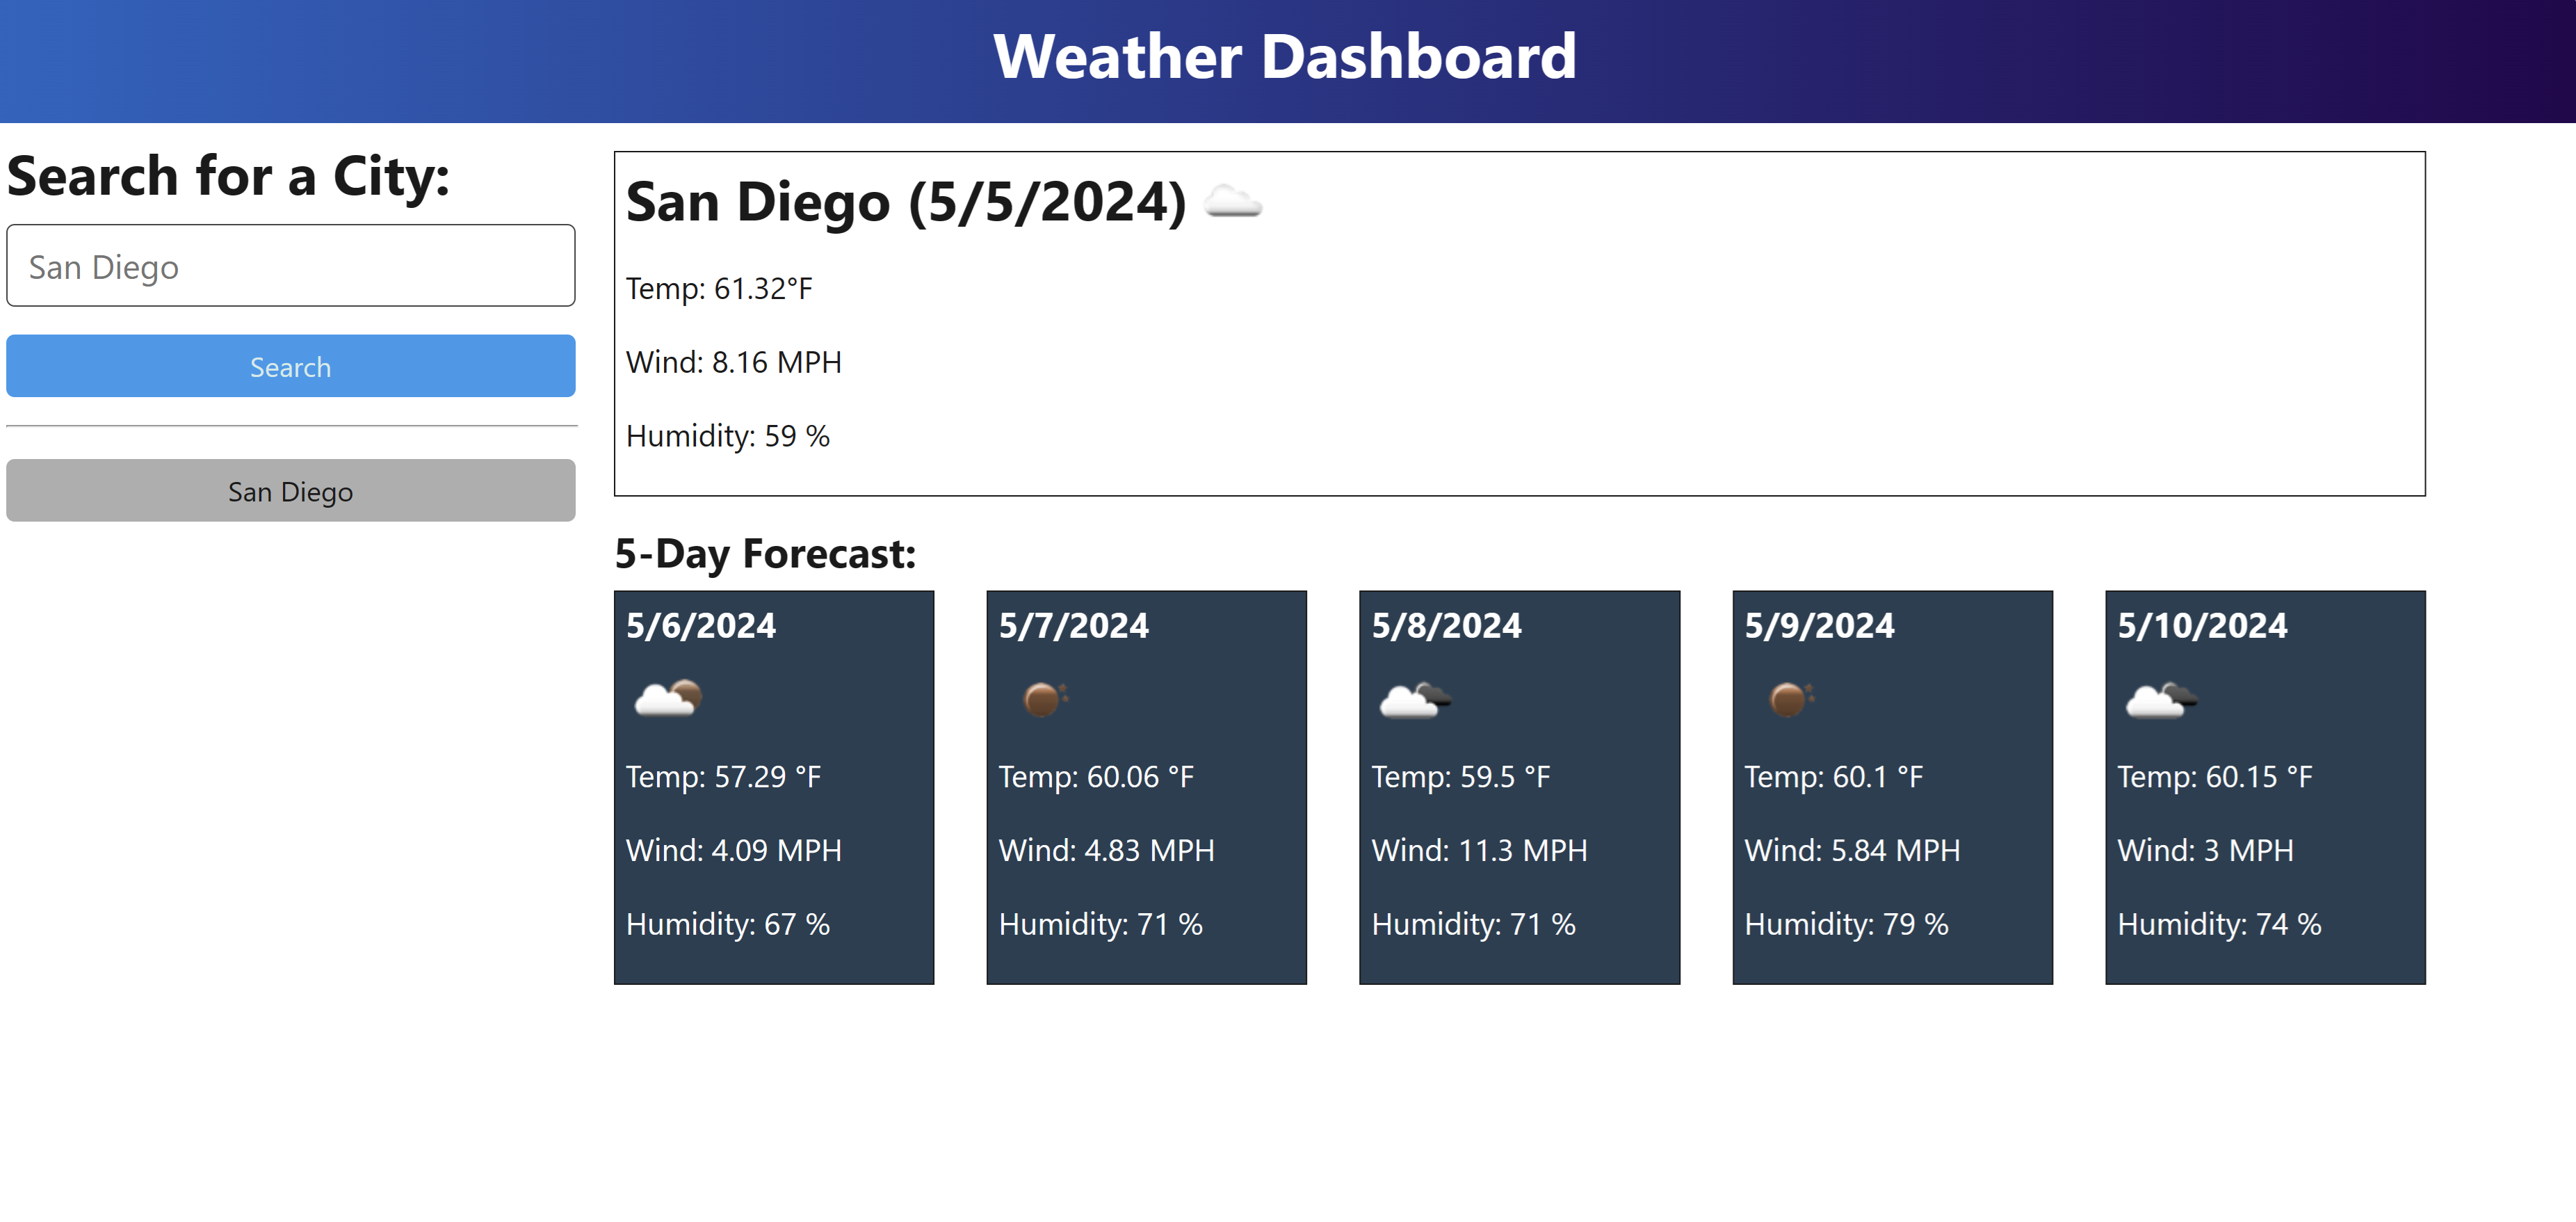 Weather Dashboard
Search for a City:
San Diego
Search
San Diego
San Diego (5/5/2024)
Temp: 61.32°F
Wind: 8.16 MPH
Humidity: 59 %
5-Day Forecast:
5/6/2024
Temp: 57.29 °F
Wind: 4.09 MPH
Humidity: 67 %
5/7/2024
Temp: 60.06 °F
Wind: 4.83 MPH
Humidity: 71 %
5/8/2024
Temp: 59.5 °F
Wind: 11.3 MPH
Humidity: 71 %
5/9/2024
Temp: 60.1 °F
Wind: 5.84 MPH
Humidity: 79 %
5/10/2024
Temp: 60.15 °F
Wind: 3 MPH
Humidity: 74 %